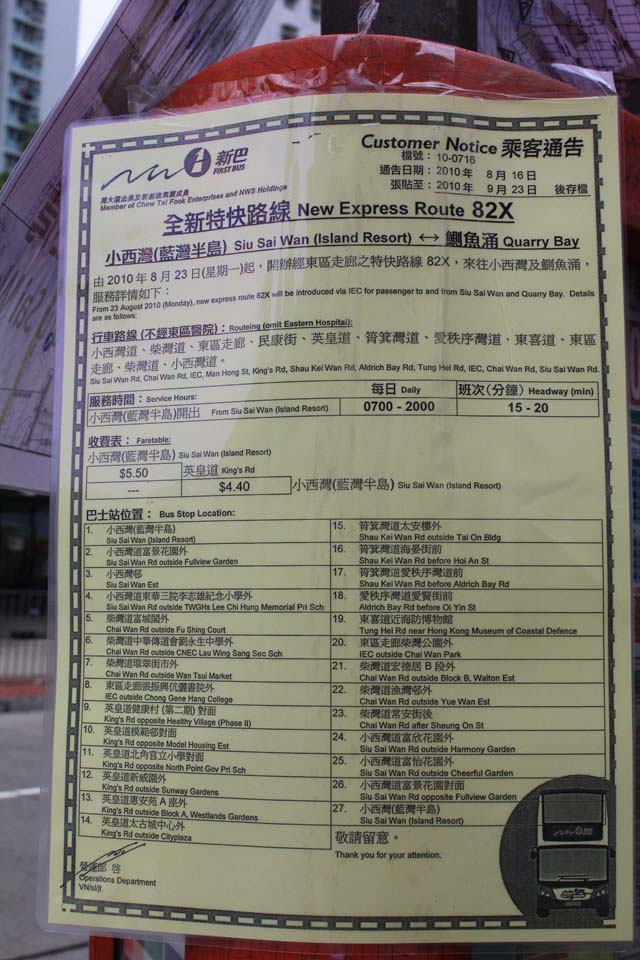 新巴
FIRST BUS
周大福企業及新創建集團成員
Member of Chow Tai Fook Enterprises and NWS Holdings
Customer Notice 乘客通告
檔號： 10-0716
通告日期： 2010年 8月16日
張貼至： 2010年 9月23日 後存檔
全新特快路線 New Express Route 82X
小西灣(藍灣半島) Siu Sai Wan (Island Resort) ↔ 鰂魚涌 Quarry Bay
由 2010 年 8 月 23 日(星期一)起，開辦經東區走廊之特快路線 82X，來往小西灣及鰂魚涌，
服務詳情如下：
From 23 August 2010 (Monday), new express route 82X will be introduced via IEC for passenger to and from Siu Sai Wan and Quarry Bay. Details
are as follows:
行車路線 (不經東區醫院)： Routeing (omit Eastern Hospital):
小西灣道、柴灣道、東區走廊、民康街、英皇道、筲箕灣道、愛秩序灣道、東喜道、東區
走廊、柴灣道、小西灣道。
Siu Sai Wan Rd, Chai Wan Rd, IEC, Man Hong St, King's Rd, Shau Kei Wan Rd, Aldrich Bay Rd, Tung Hei Rd, IEC, Chai Wan Rd, Siu Sai Wan Rd.
服務時間： Service Hours: 每日 Daily 班次(分鐘) Headway (min)
小西灣(藍灣半島)開出 From Siu Sai Wan (Island Resort) 0700 - 2000 15 - 20
收費表： Faretable:
小西灣(藍灣半島) Siu Sai Wan (Island Resort)
$5.50 英皇道 King's Rd
--- $4.40 小西灣(藍灣半島) Siu Sai Wan (Island Resort)
巴士站位置： Bus Stop Location:
1. 小西灣(藍灣半島)
Siu Sai Wan (Island Resort)
2. 小西灣道富景花園外
Siu Sai Wan Rd outside Fullview Garden
3. 小西灣邨
Siu Sai Wan Est
4. 小西灣道東華三院李志雄紀念小學外
Siu Sai Wan Rd outside TWGHs Lee Chi Hung Memorial Pri Sch
5. 柴灣道富城閣外
Chai Wan Rd outside Fu Shing Court
6. 柴灣道中華傳道會劉永生中學外
Chai Wan Rd outside CNEC Lau Wing Sang Sec Sch
7. 柴灣道環翠街市外
Chai Wan Rd outside Wan Tsui Market
8. 東區走廊張振興伉儷書院外
IEC outside Chong Gene Hang College
9. 英皇道健康村 (第二期) 對面
King's Rd opposite Healthy Village (Phase II)
10. 英皇道模範邨對面
King's Rd opposite Model Housing Est
11. 英皇道北角官立小學對面
King's Rd opposite North Point Gov Pri Sch
12. 英皇道新威園外
King's Rd outside Sunway Gardens
13. 英皇道惠安苑 A 座外
King's Rd outside Block A, Westlands Gardens
14. 英皇道太古城中心外
King's Rd outside Cityplaza
15. 筲箕灣道太安樓外
Shau Kei Wan Rd outside Tai On Bldg
16. 筲箕灣道海晏街前
Shau Kei Wan Rd before Hoi An St
17. 筲箕灣道愛秩序灣道前
Shau Kei Wan Rd before Aldrich Bay Rd
18. 愛秩序灣道愛賢街前
Aldrich Bay Rd before Oi Yin St
19. 東喜道近海防博物館
Tung Hei Rd near Hong Kong Museum of Coastal Defence
20. 東區走廊柴灣公園外
IEC outside Chai Wan Park
21. 柴灣道宏德居 B 段外
Chai Wan Rd outside Block B, Walton Est
22. 柴灣道漁灣邨外
Chai Wan Rd outside Yue Wan Est
23. 柴灣道常安街後
Chai Wan Rd after Sheung On St
24. 小西灣道富欣花園外
Siu Sai Wan Rd outside Harmony Garden
25. 小西灣道富怡花園外
Siu Sai Wan Rd outside Cheerful Garden
26. 小西灣道富景花園對面
Siu Sai Wan Rd opposite Fullview Garden
27. 小西灣(藍灣半島)
Siu Sai Wan (Island Resort)
敬請留意。
Thank you for your attention.
營運部 啓
Operations Department
VN/sl/jt